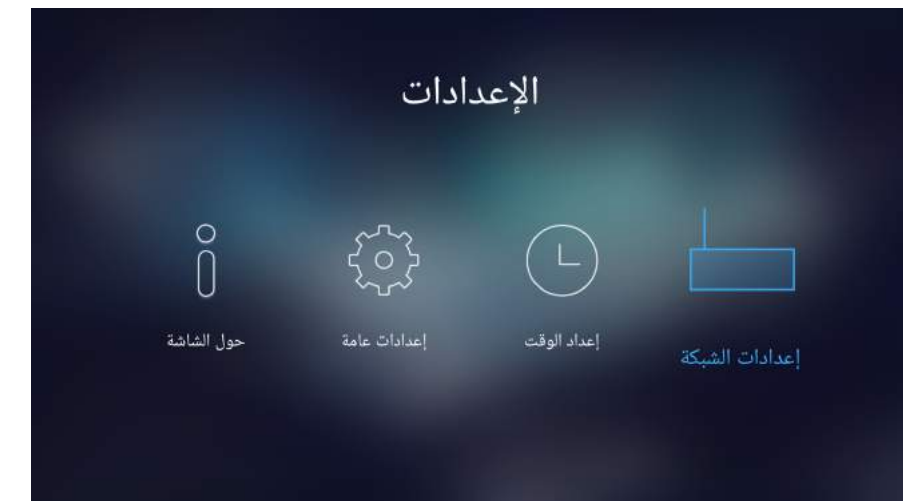 الإعدادات
إعدادات الشبكة
إعداد الوقت
إعدادات عامة
حول الشاشة